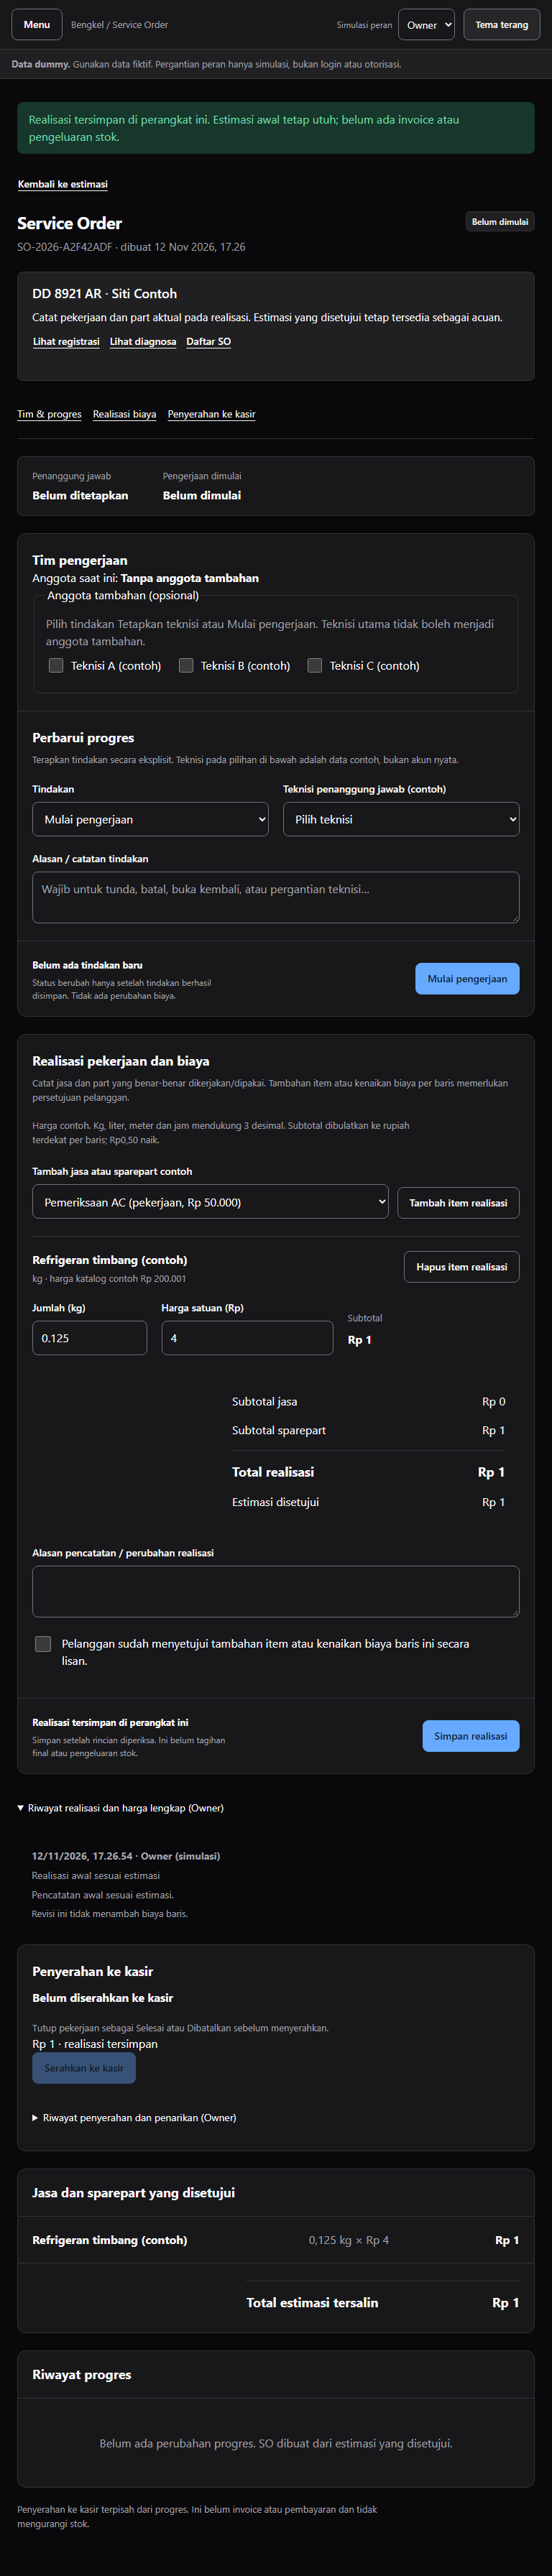 Menu
Bengkel / Service Order
Simulasi peran
Owner
Tema terang
Data dummy. Gunakan data fiktif. Pergantian peran hanya simulasi, bukan login atau otorisasi.
Realisasi tersimpan di perangkat ini. Estimasi awal tetap utuh; belum ada invoice atau
pengeluaran stok.
Kembali ke estimasi
Service Order
Belum dimulai
SO-2026-A2F42ADF · dibuat 12 Nov 2026, 17.26
DD 8921 AR · Siti Contoh
Catat pekerjaan dan part aktual pada realisasi. Estimasi yang disetujui tetap tersedia sebagai acuan.
Lihat registrasi
Lihat diagnosa
Daftar SO
Tim & progres
Realisasi biaya
Penyerahan ke kasir
Penanggung jawab
Pengerjaan dimulai
Belum ditetapkan
Belum dimulai
Tim pengerjaan
Anggota saat ini: Tanpa anggota tambahan
Anggota tambahan (opsional)
Pilih tindakan Tetapkan teknisi atau Mulai pengerjaan. Teknisi utama tidak boleh menjadi
anggota tambahan.
Teknisi A (contoh)
Teknisi B (contoh)
Teknisi C (contoh)
Perbarui progres
Terapkan tindakan secara eksplisit. Teknisi pada pilihan di bawah adalah data contoh, bukan akun nyata.
Tindakan
Teknisi penanggung jawab (contoh)
Mulai pengerjaan
Pilih teknisi
Alasan / catatan tindakan
Wajib untuk tunda, batal, buka kembali, atau pergantian teknisi...
Belum ada tindakan baru
Status berubah hanya setelah tindakan berhasil
disimpan. Tidak ada perubahan biaya.
Mulai pengerjaan
Realisasi pekerjaan dan biaya
Catat jasa dan part yang benar-benar dikerjakan/dipakai. Tambahan item atau kenaikan biaya per baris memerlukan
persetujuan pelanggan.
Harga contoh. Kg, liter, meter dan jam mendukung 3 desimal. Subtotal dibulatkan ke rupiah
terdekat per baris; Rp0,50 naik.
Tambah jasa atau sparepart contoh
Pemeriksaan AC (pekerjaan, Rp 50.000)
Tambah item realisasi
Refrigeran timbang (contoh)
kg · harga katalog contoh Rp 200.001
Hapus item realisasi
Jumlah (kg)
Harga satuan (Rp)
Subtotal
0.125
4
Rp 1
Subtotal jasa
Rp 0
Subtotal sparepart
Rp 1
Total realisasi
Rp 1
Estimasi disetujui
Rp 1
Alasan pencatatan / perubahan realisasi
Pelanggan sudah menyetujui tambahan item atau kenaikan biaya baris ini secara
lisan.
Realisasi tersimpan di perangkat ini
Simpan setelah rincian diperiksa. Ini belum tagihan
final atau pengeluaran stok.
Simpan realisasi
Riwayat realisasi dan harga lengkap (Owner)
12/11/2026, 17.26.54 · Owner (simulasi)
Realisasi awal sesuai estimasi
Pencatatan awal sesuai estimasi.
Revisi ini tidak menambah biaya baris.
Penyerahan ke kasir
Belum diserahkan ke kasir
Tutup pekerjaan sebagai Selesai atau Dibatalkan sebelum menyerahkan.
Rp 1 · realisasi tersimpan
Serahkan ke kasir
Riwayat penyerahan dan penarikan (Owner)
Jasa dan sparepart yang disetujui
Refrigeran timbang (contoh)
0,125 kg × Rp 4
Rp 1
Total estimasi tersalin
Rp 1
Riwayat progres
Belum ada perubahan progres. SO dibuat dari estimasi yang disetujui.
Penyerahan ke kasir terpisah dari progres. Ini belum invoice atau pembayaran dan tidak
mengurangi stok.